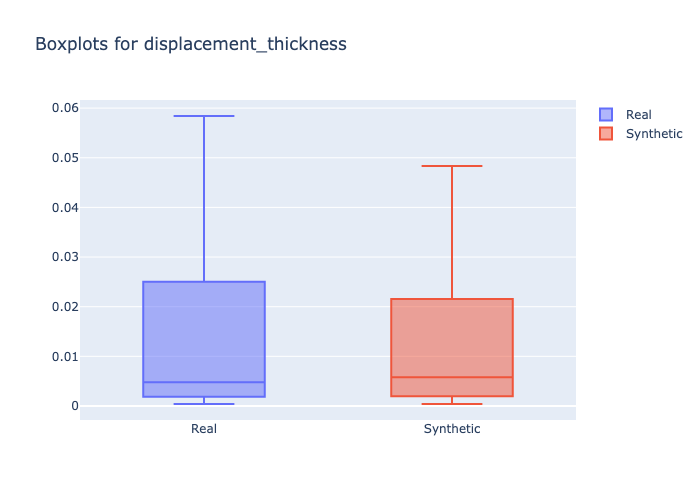 Boxplots for displacement_thickness
0.06
0.05
0.04
0.03
0.02
0.01
0
Real
Synthetic
Real
Synthetic